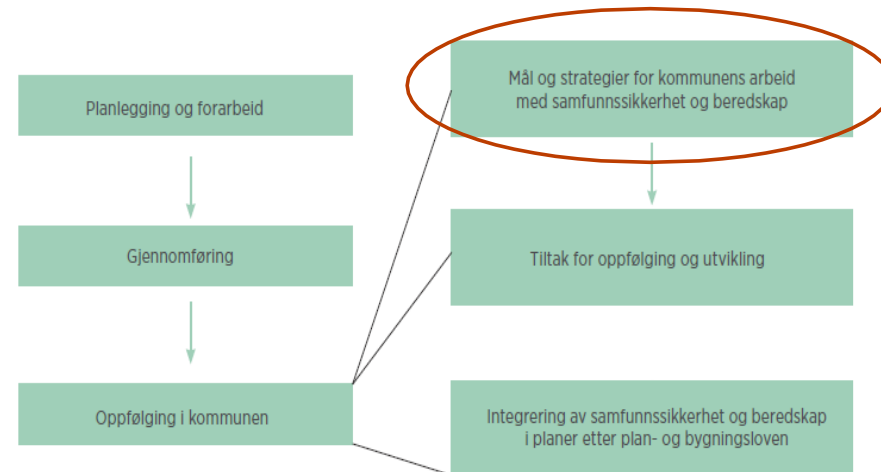 Planlegging og forarbeid
Gjennomføring
Oppfølging i kommunen
Mål og strategier for kommunens arbeid
med samfunnssikkerhet og beredskap
Tiltak for oppfølging og utvikling
Integrering av samfunnssikkerhet og beredskap
i planer etter plan- og bygningsloven